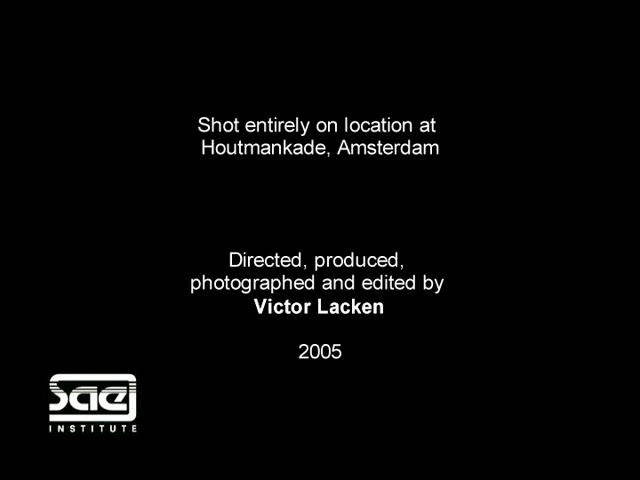 Shot entirely on location at
Houtmankade, Amsterdam
Directed, produced,
photographed and edited by
Victor Lacken
2005
sae
INSTITUTE